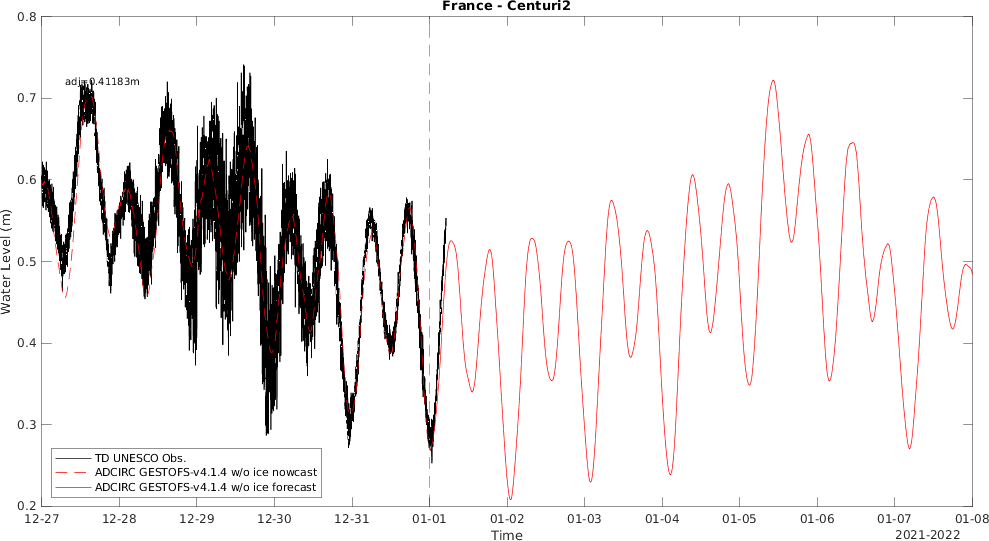 France - Centuri2
0.8
0.7
0.6
0.5
0.4
0.3
0.2
Water Level (m)
adj=0.41183m
TD UNESCO Obs.
ADCIRC GESTOFS-v4.1.4 w/o ice nowcast
ADCIRC GESTOFS-v4.1.4 w/o ice forecast
12-27 12-28 12-29 12-30 12-31 01-01 01-02 01-03 01-04 01-05 01-06 01-07 01-08
Time
2021-2022